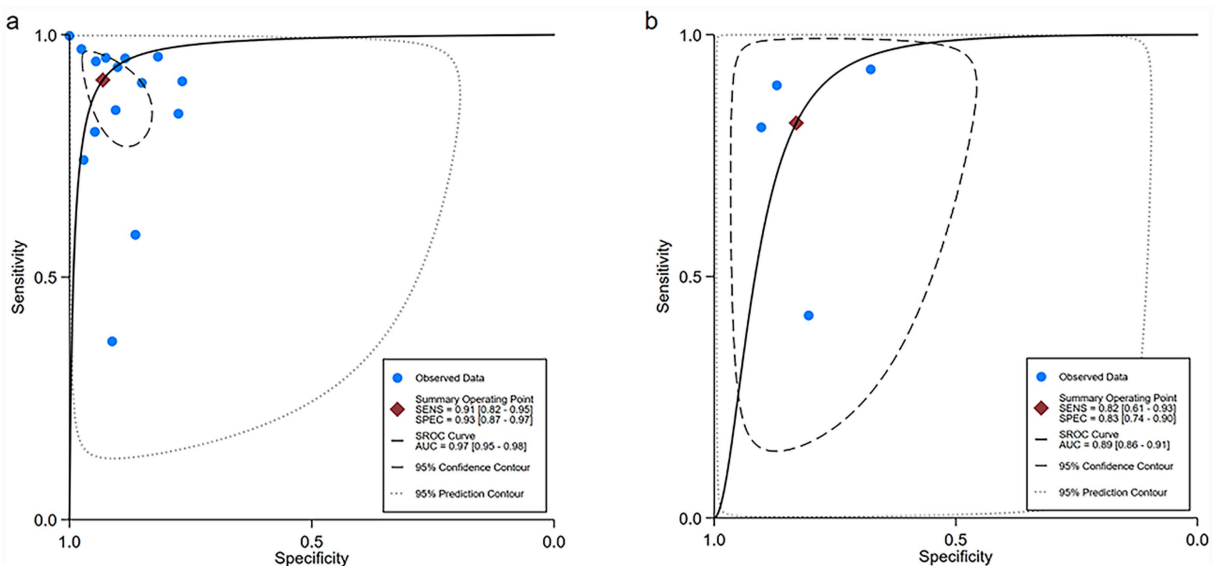 a
1.0
0.5
0.0
Sensitivity
1.0
0.5
0.0
Specificity
Observed Data
Summary Operating Point
SENS = 0.91 [0.82 - 0.95]
SPEC = 0.93 [0.87 - 0.97]
SROC Curve
AUC = 0.97 [0.95 - 0.98]
95% Confidence Contour
95% Prediction Contour
b
1.0
0.5
0.0
Sensitivity
1.0
0.5
0.0
Specificity
Observed Data
Summary Operating Point
SENS = 0.82 [0.61 - 0.93]
SPEC = 0.83 [0.74 - 0.90]
SROC Curve
AUC = 0.89 [0.86 - 0.91]
95% Confidence Contour
95% Prediction Contour